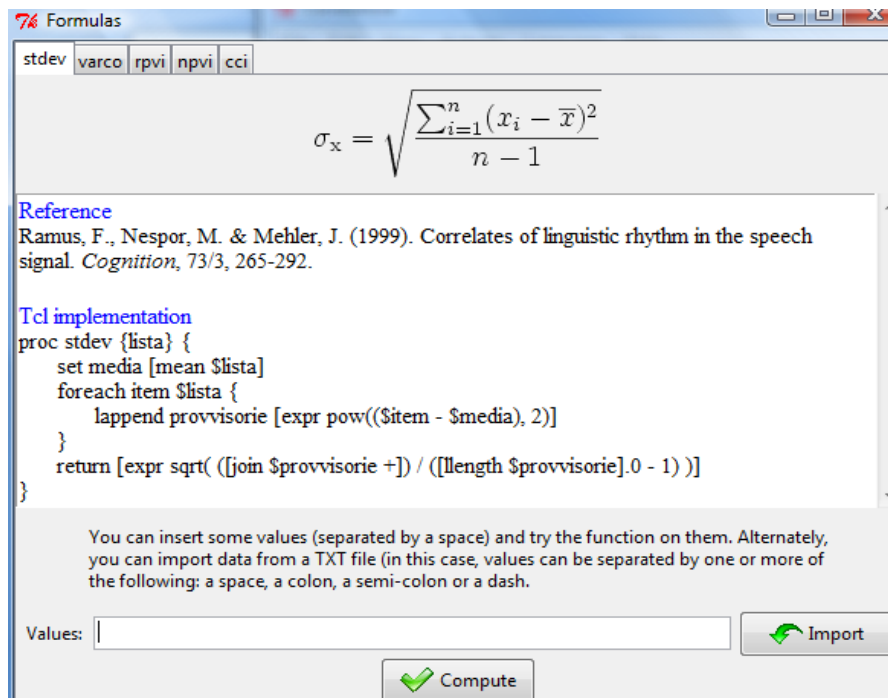 Formulas
stdev varco rpvi npvi cci
σx = √(∑ⁿᵢ₌₁(xᵢ − x̅)² / n − 1)
Reference
Ramus, F., Nespor, M. & Mehler, J. (1999). Correlates of linguistic rhythm in the speech
signal. Cognition, 73/3, 265-292.
Tcl implementation
proc stdev {lista} {
set media [mean $lista]
foreach item $lista {
lappend provvisorie [expr pow(($item - $media), 2)]
}
return [expr sqrt( ([join $provvisorie +]) / ([llength $provvisorie].0 - 1) )]
}
You can insert some values (separated by a space) and try the function on them. Alternately,
you can import data from a TXT file (in this case, values can be separated by one or more of
the following: a space, a colon, a semi-colon or a dash.
Values:
Import
Compute